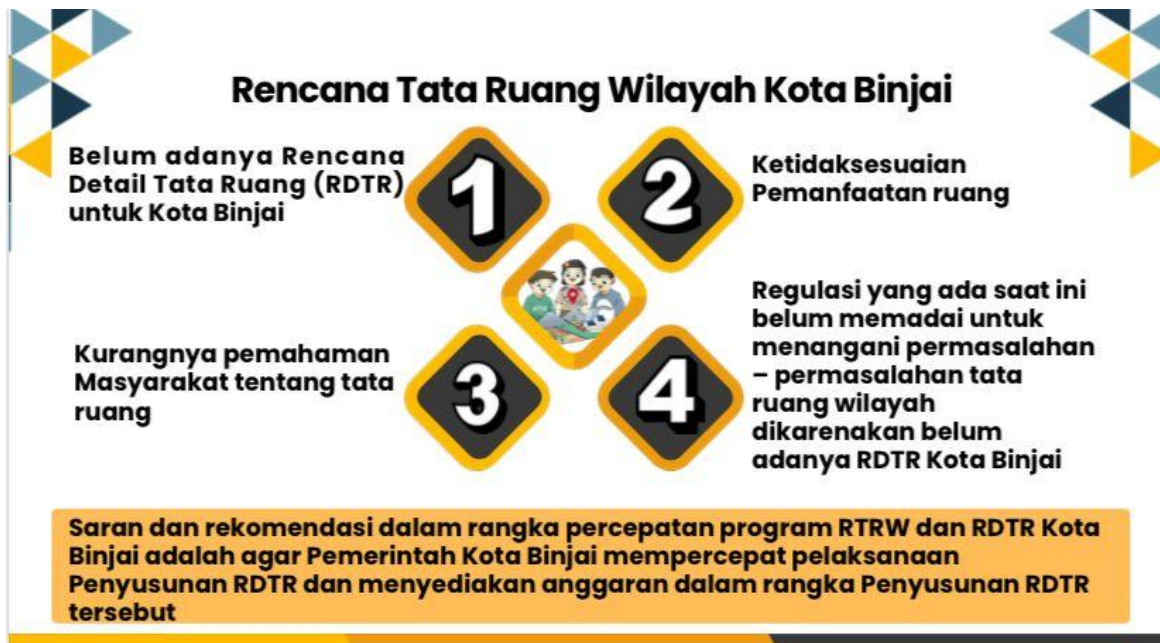 Rencana Tata Ruang Wilayah Kota Binjai
Belum adanya Rencana
Detail Tata Ruang (RDTR)
untuk Kota Binjai
1
2
Ketidaksesuaian
Pemanfaatan ruang
Kurangnya pemahaman
Masyarakat tentang tata
ruang
3
4
Regulasi yang ada saat ini
belum memadai untuk
menangani permasalahan
– permasalahan tata
ruang wilayah
dikarenakan belum
adanya RDTR Kota Binjai
Saran dan rekomendasi dalam rangka percepatan program RTRW dan RDTR Kota
Binjai adalah agar Pemerintah Kota Binjai mempercepat pelaksanaan
Penyusunan RDTR dan menyediakan anggaran dalam rangka Penyusunan RDTR
tersebut